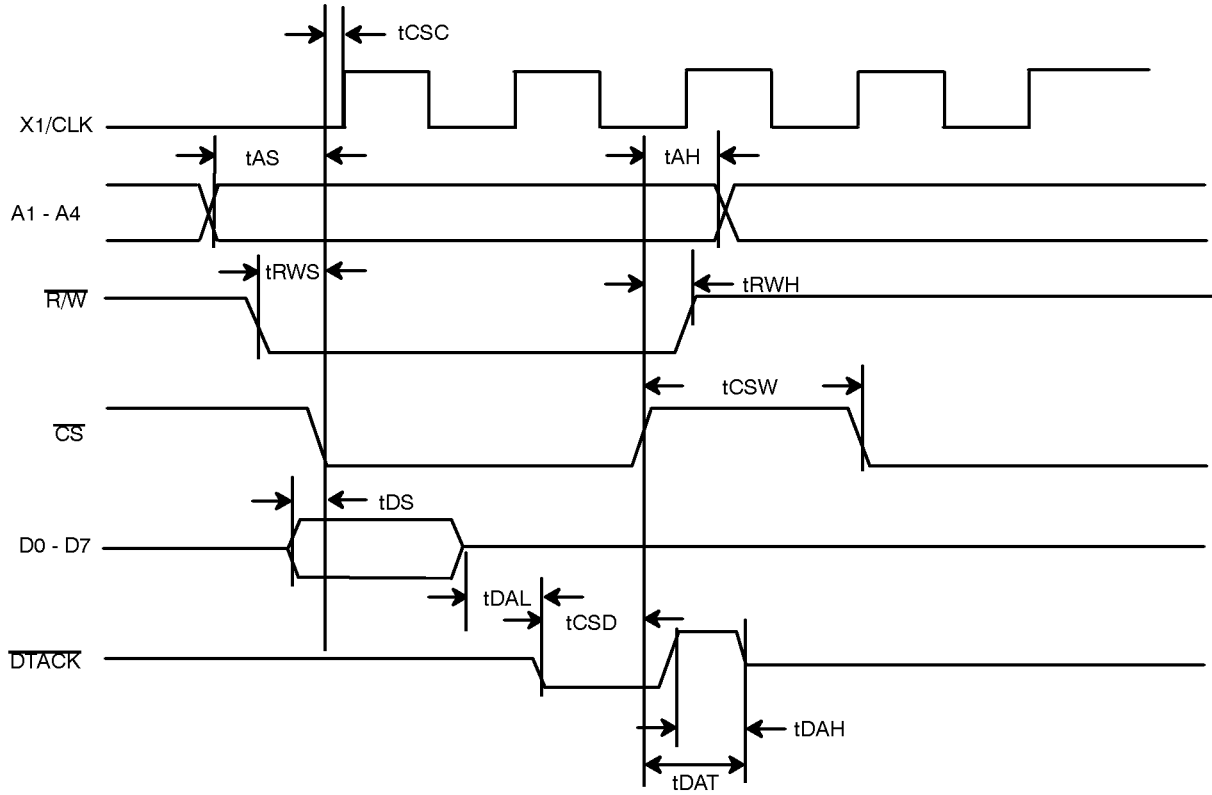 tCSC
X1/CLK
tAS
tAH
A1 - A4
tRWS
tRWH
R/W
tCSW
CS
tDS
D0 - D7
tDAL
tCSD
DTACK
tDAH
tDAT